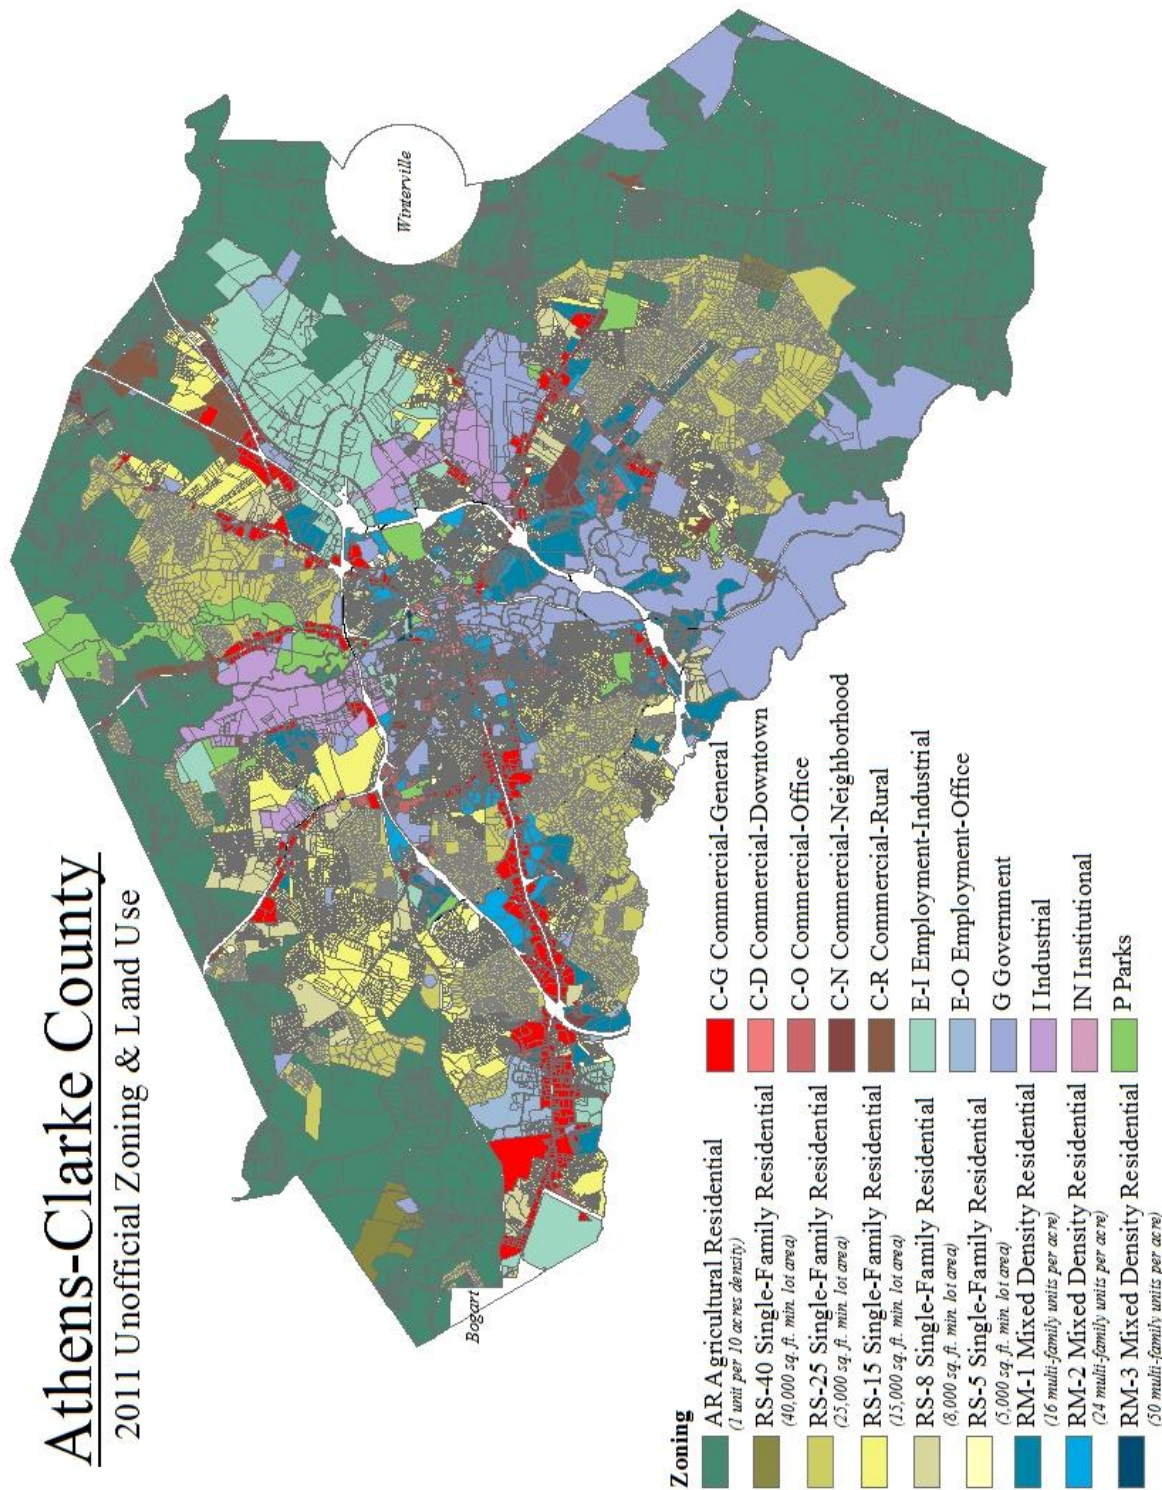 Athens-Clarke County
2011 Unofficial Zoning & Land Use
Winterville
Bogart
Zoning
AR Agricultural Residential
(1 unit per 10 acres density)
RS-40 Single-Family Residential
(40,000 sq. ft. min. lot area)
RS-25 Single-Family Residential
(25,000 sq. ft. min. lot area)
RS-15 Single-Family Residential
(15,000 sq. ft. min. lot area)
RS-8 Single-Family Residential
(8,000 sq. ft. min. lot area)
RS-5 Single-Family Residential
(5,000 sq. ft. min. lot area)
RM-1 Mixed Density Residential
(16 multi-family units per acre)
RM-2 Mixed Density Residential
(24 multi-family units per acre)
RM-3 Mixed Density Residential
(50 multi-family units per acre)
C-G Commercial-General
C-D Commercial-Downtown
C-O Commercial-Office
C-N Commercial-Neighborhood
C-R Commercial-Rural
E-I Employment-Industrial
E-O Employment-Office
G Government
I Industrial
IN Institutional
P Parks